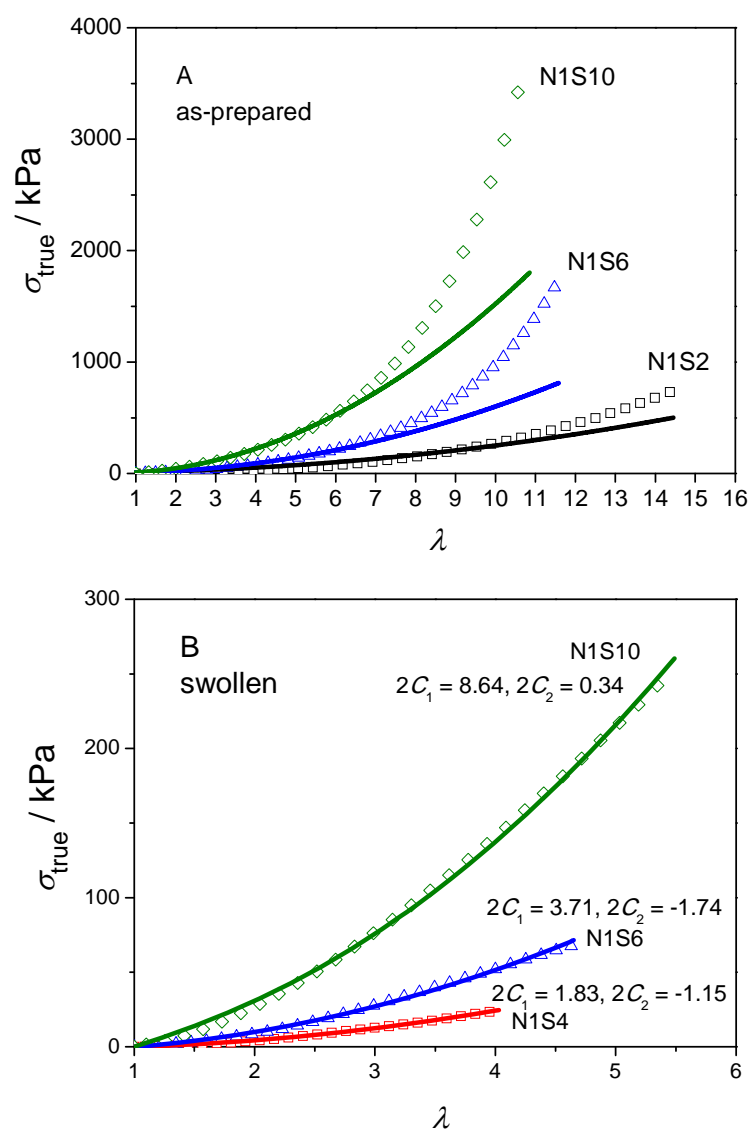 4000
A
N1S10
as-prepared
3000
σtrue / kPa
N1S6
2000
N1S2
1000
0
1 2 3 4 5 6 7 8 9 10 11 12 13 14 15 16
λ
300
B
N1S10
swollen
2C1 = 8.64, 2C2 = 0.34
200
σtrue / kPa
100
2C1 = 3.71, 2C2 = -1.74
N1S6
2C1 = 1.83, 2C2 = -1.15
N1S4
0
1 2 3 4 5 6
λ